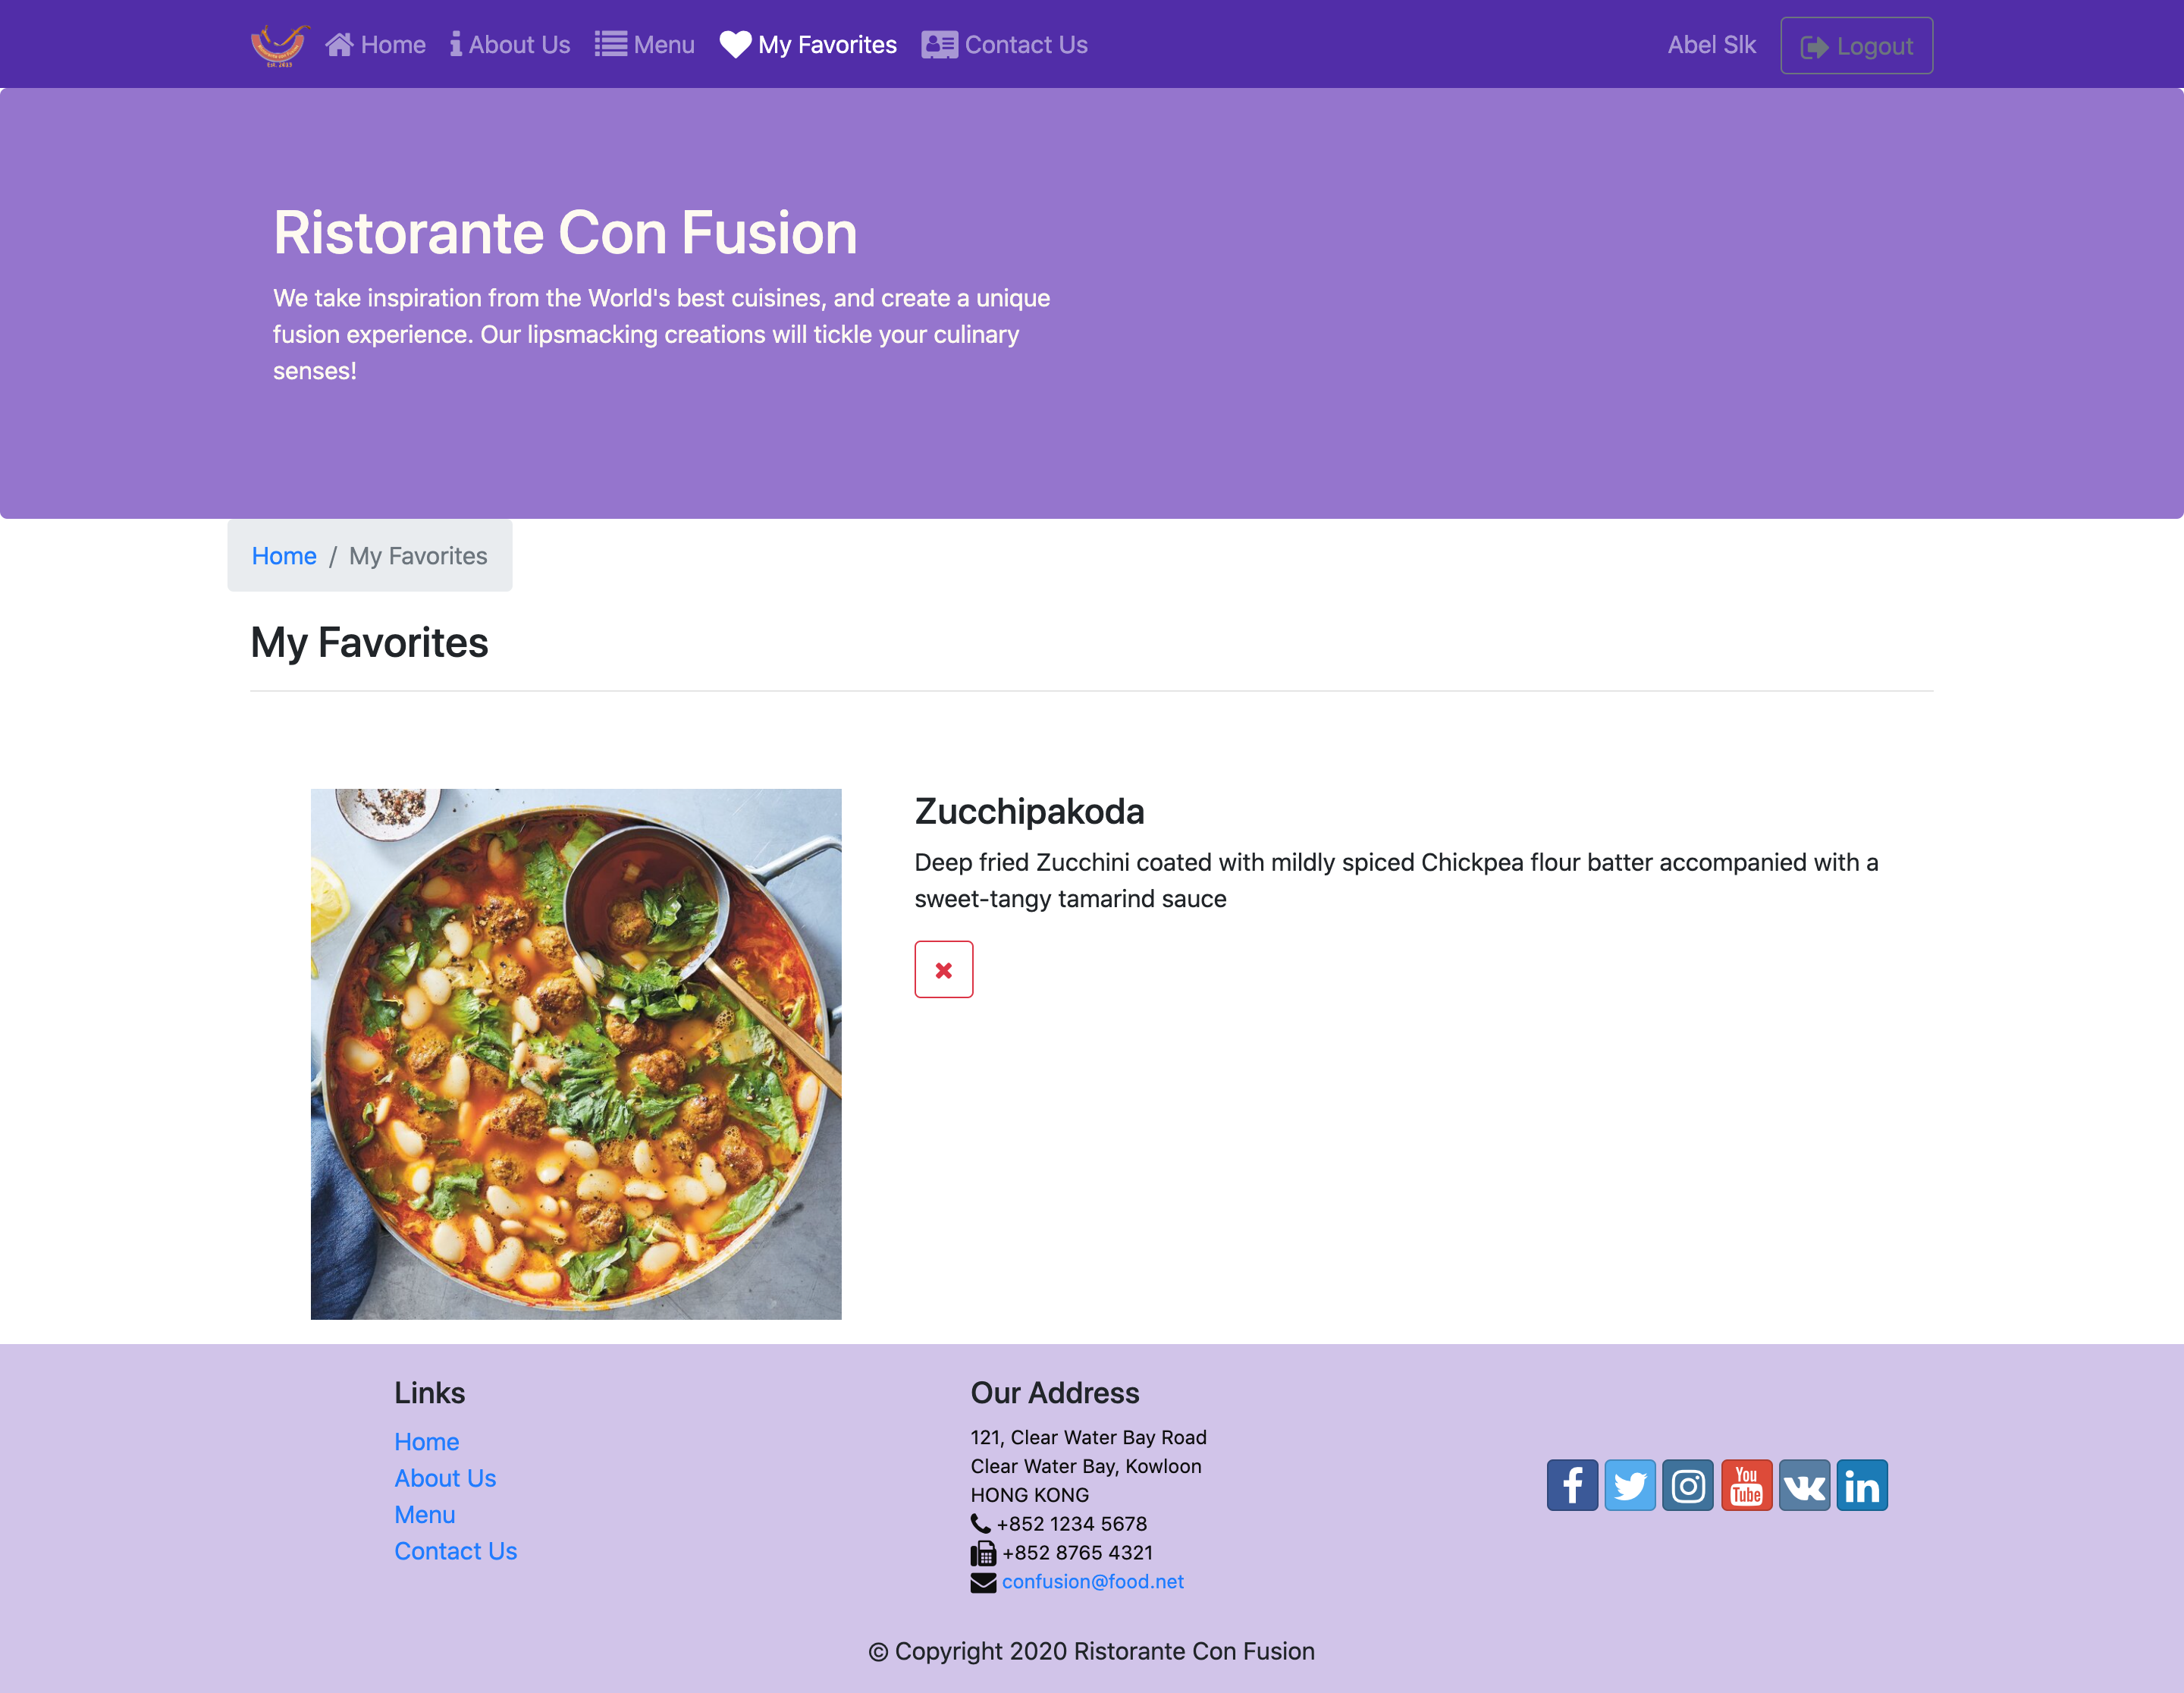 Est. 2013
Home
About Us
Menu
My Favorites
Contact Us
Abel Slk
Logout
Ristorante Con Fusion
We take inspiration from the World's best cuisines, and create a unique
fusion experience. Our lipsmacking creations will tickle your culinary
senses!
Home / My Favorites
My Favorites
Zucchipakoda
Deep fried Zucchini coated with mildly spiced Chickpea flour batter accompanied with a
sweet-tangy tamarind sauce
Links
Home
About Us
Menu
Contact Us
Our Address
121, Clear Water Bay Road
Clear Water Bay, Kowloon
HONG KONG
+852 1234 5678
+852 8765 4321
confusion@food.net
You
Tube
© Copyright 2020 Ristorante Con Fusion